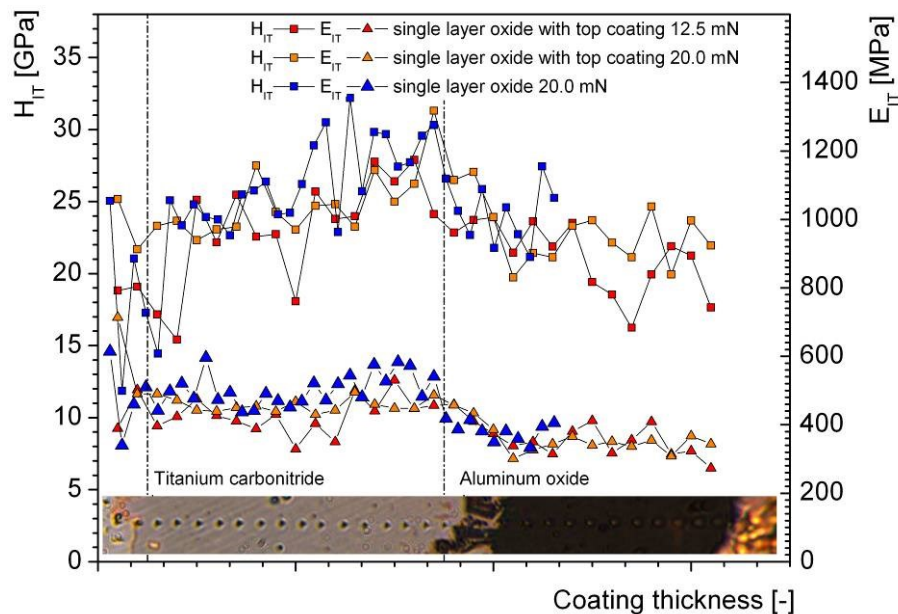 H_IT E_IT single layer oxide with top coating 12.5 mN
H_IT E_IT single layer oxide with top coating 20.0 mN
H_IT E_IT single layer oxide 20.0 mN
H_IT [GPa]
35
30
25
20
15
10
5
0
E_IT [MPa]
1400
1200
1000
800
600
400
200
0
Titanium carbonitride
Aluminum oxide
Coating thickness [-]